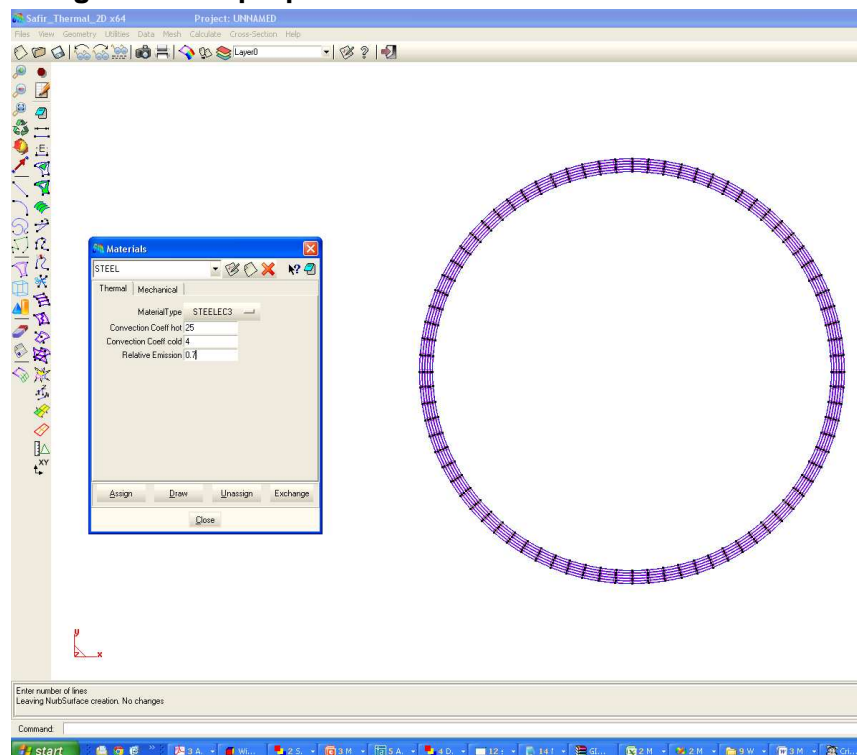 Safir_Thermal_2D x64 Project: UNNAMED
Files View Geometry Utilities Data Mesh Calculate Cross-Section Help
Layer0
Materials
STEEL
Thermal Mechanical
MaterialType STEELEC3
Convection Coeff hot 25
Convection Coeff cold 4
Relative Emission 0.7
Assign Draw Unassign Exchange
Close
y
z x
Enter number of lines
Leaving NurbSurface creation. No changes
Command:
start